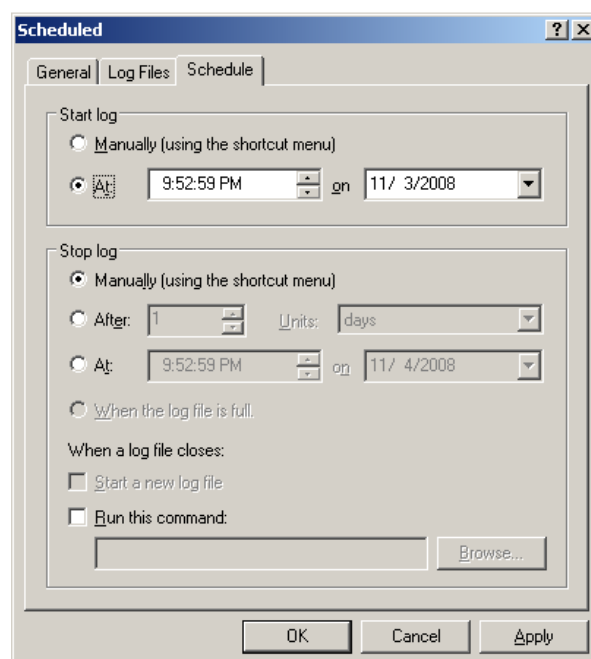 Scheduled
General Log Files Schedule
Start log
Manually (using the shortcut menu)
At: 9:52:59 PM on 11/ 3/2008
Stop log
Manually (using the shortcut menu)
After: 1 Units: days
At: 9:52:59 PM on 11/ 4/2008
When the log file is full.
When a log file closes:
Start a new log file
Run this command:
Browse...
OK Cancel Apply